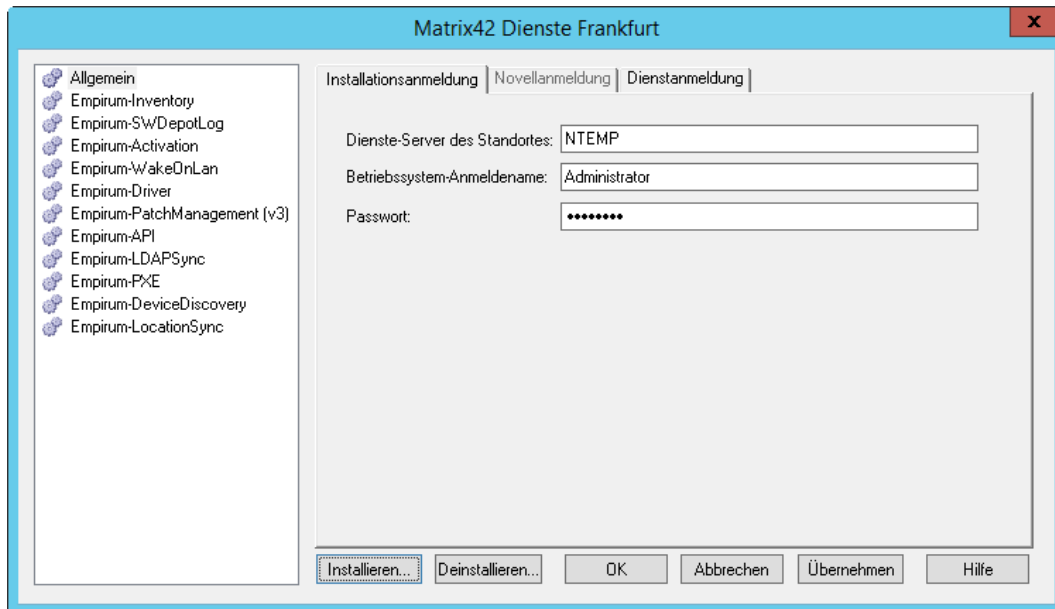 Matrix42 Dienste Frankfurt
x
Allgemein
Empirum-Inventory
Empirum-SWDepotLog
Empirum-Activation
Empirum-WakeOnLan
Empirum-Driver
Empirum-PatchManagement (v3)
Empirum-API
Empirum-LDAPSync
Empirum-PXE
Empirum-DeviceDiscovery
Empirum-LocationSync
Installationsanmeldung Novellanmeldung Dienstanmeldung
Dienste-Server des Standortes: NTEMP
Betriebssystem-Anmeldename: Administrator
Passwort: ••••••••
Installieren... Deinstallieren... OK Abbrechen Übernehmen Hilfe